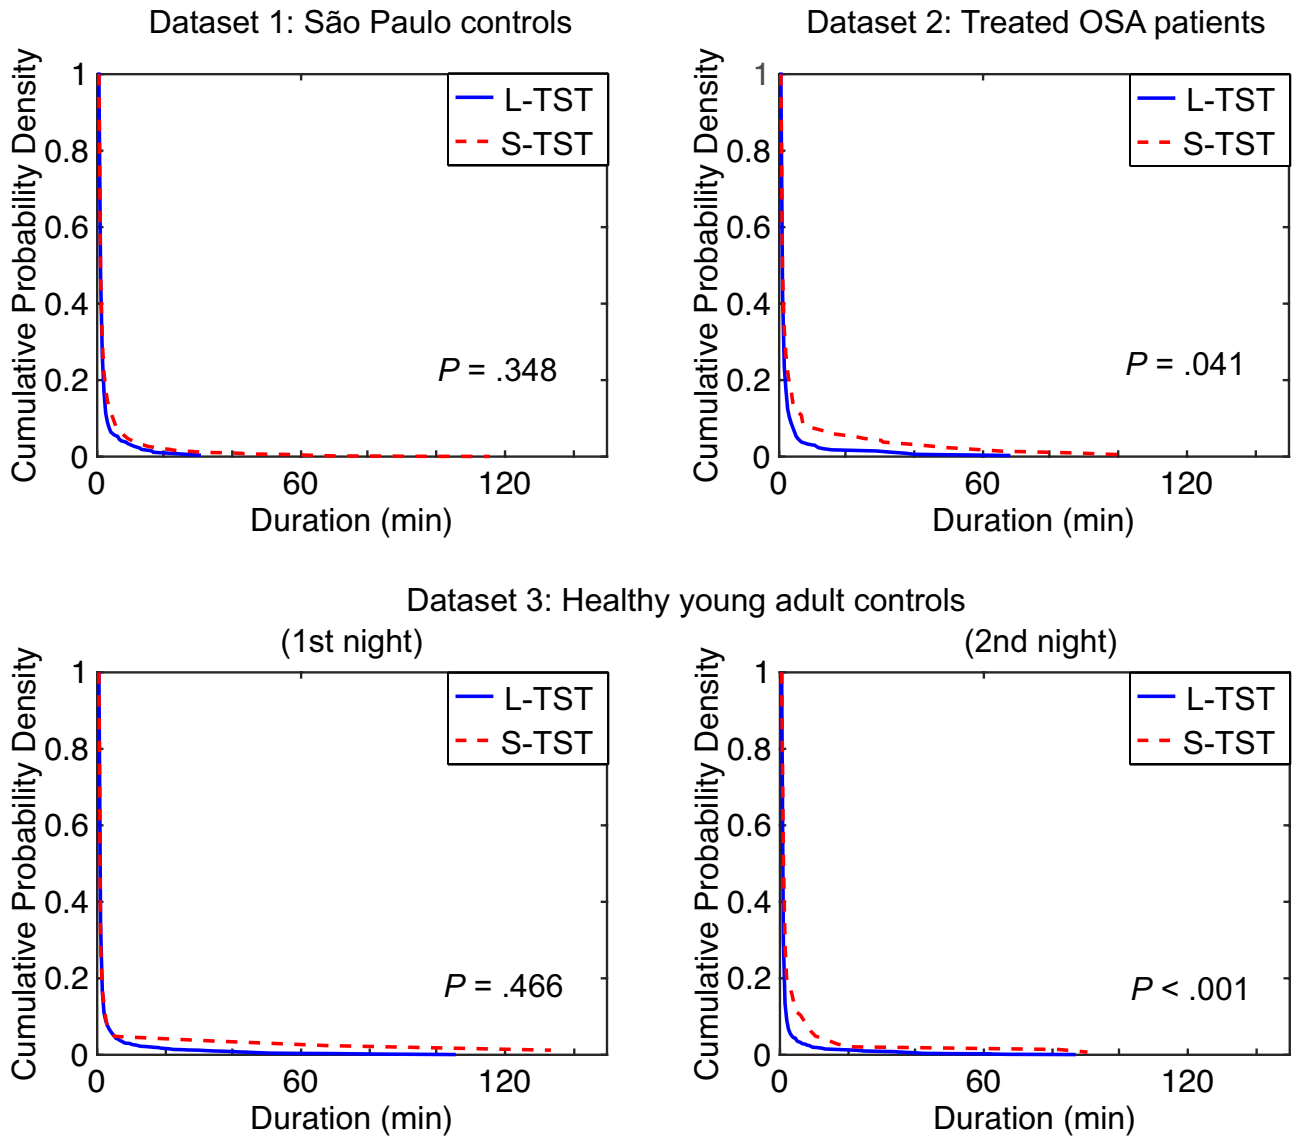 Dataset 1: São Paulo controls
Cumulative Probability Density
1
0.8
0.6
0.4
0.2
0
L-TST
S-TST
P = .348
0
60
120
Duration (min)
Dataset 2: Treated OSA patients
Cumulative Probability Density
1
0.8
0.6
0.4
0.2
0
L-TST
S-TST
P = .041
0
60
120
Duration (min)
Dataset 3: Healthy young adult controls
(1st night)
Cumulative Probability Density
1
0.8
0.6
0.4
0.2
0
L-TST
S-TST
P = .466
0
60
120
Duration (min)
(2nd night)
Cumulative Probability Density
1
0.8
0.6
0.4
0.2
0
L-TST
S-TST
P < .001
0
60
120
Duration (min)